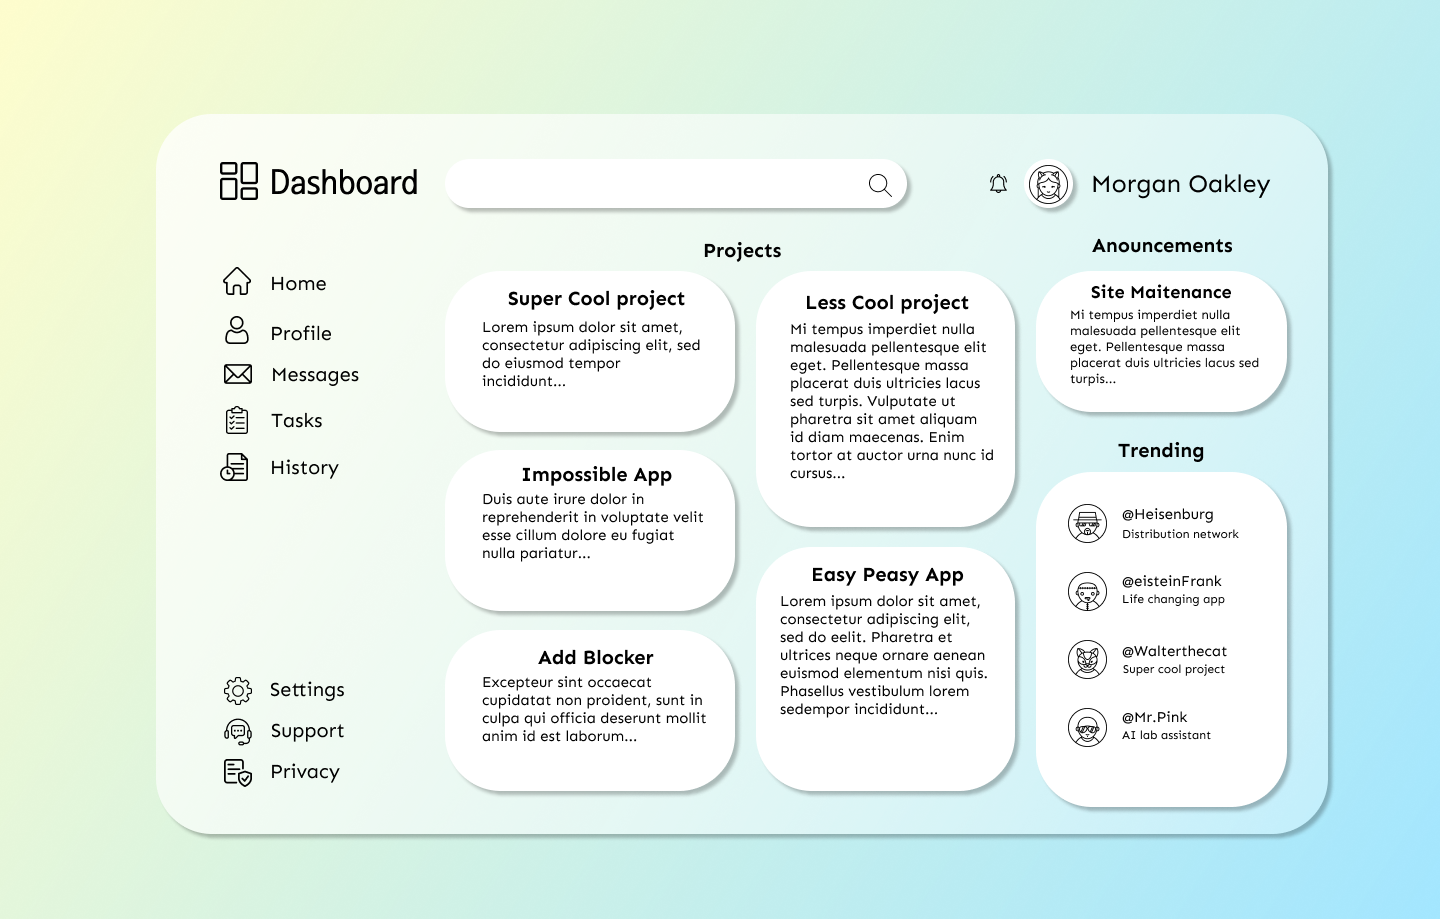 Dashboard
Morgan Oakley
Home
Profile
Messages
Tasks
History
Settings
Support
Privacy
Projects
Super Cool project
Lorem ipsum dolor sit amet,
consectetur adipiscing elit, sed
do eiusmod tempor
incididunt...
Impossible App
Duis aute irure dolor in
reprehenderit in voluptate velit
esse cillum dolore eu fugiat
nulla pariatur...
Add Blocker
Excepteur sint occaecat
cupidatat non proident, sunt in
culpa qui officia deserunt mollit
anim id est laborum...
Less Cool project
Mi tempus imperdiet nulla
malesuada pellentesque elit
eget. Pellentesque massa
placerat duis ultricies lacus
sed turpis. Vulputate ut
pharetra sit amet aliquam
id diam maecenas. Enim
tortor at auctor urna nunc id
cursus...
Easy Peasy App
Lorem ipsum dolor sit amet,
consectetur adipiscing elit,
sed do eelit. Pharetra et
ultrices neque ornare aenean
euismod elementum nisi quis.
Phasellus vestibulum lorem
sedempor incididunt...
Anouncements
Site Maitenance
Mi tempus imperdiet nulla
malesuada pellentesque elit
eget. Pellentesque massa
placerat duis ultricies lacus sed
turpis...
Trending
@Heisenburg
Distribution network
@eisteinFrank
Life changing app
@Walterthecat
Super cool project
@Mr.Pink
AI lab assistant